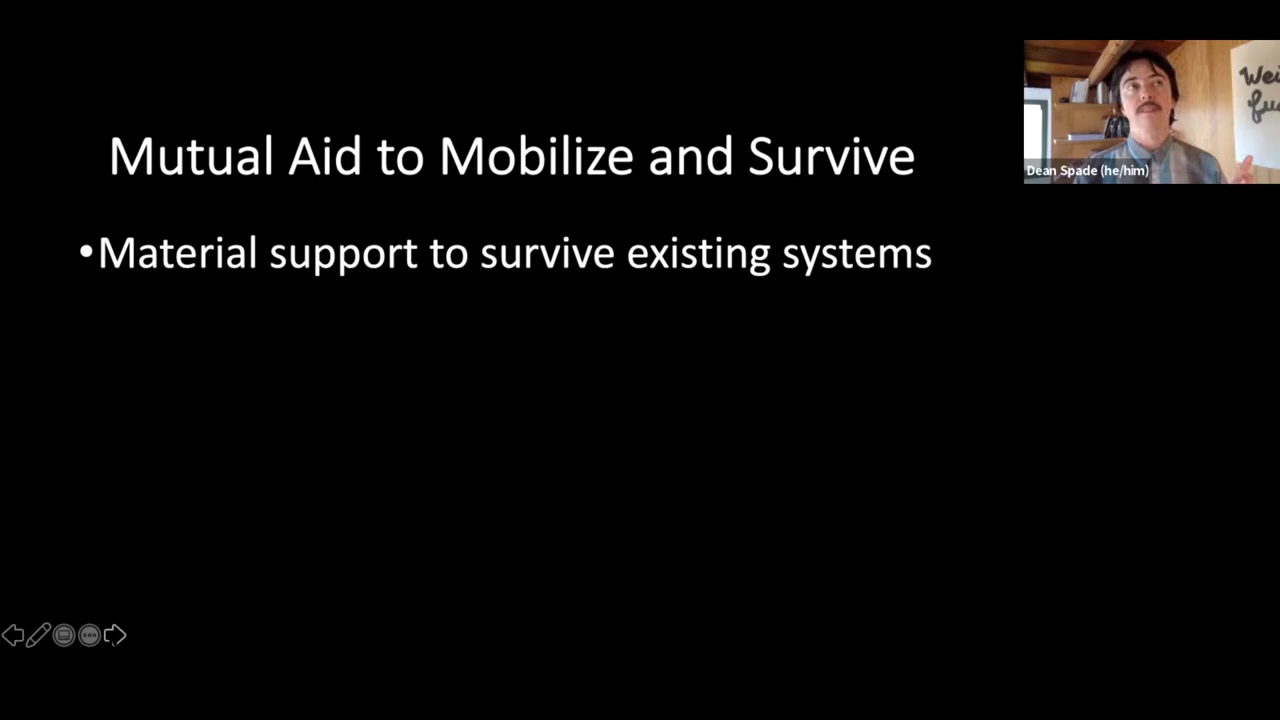 Mutual Aid to Mobilize and Survive
•Material support to survive existing systems
Dean Spade (he/him)